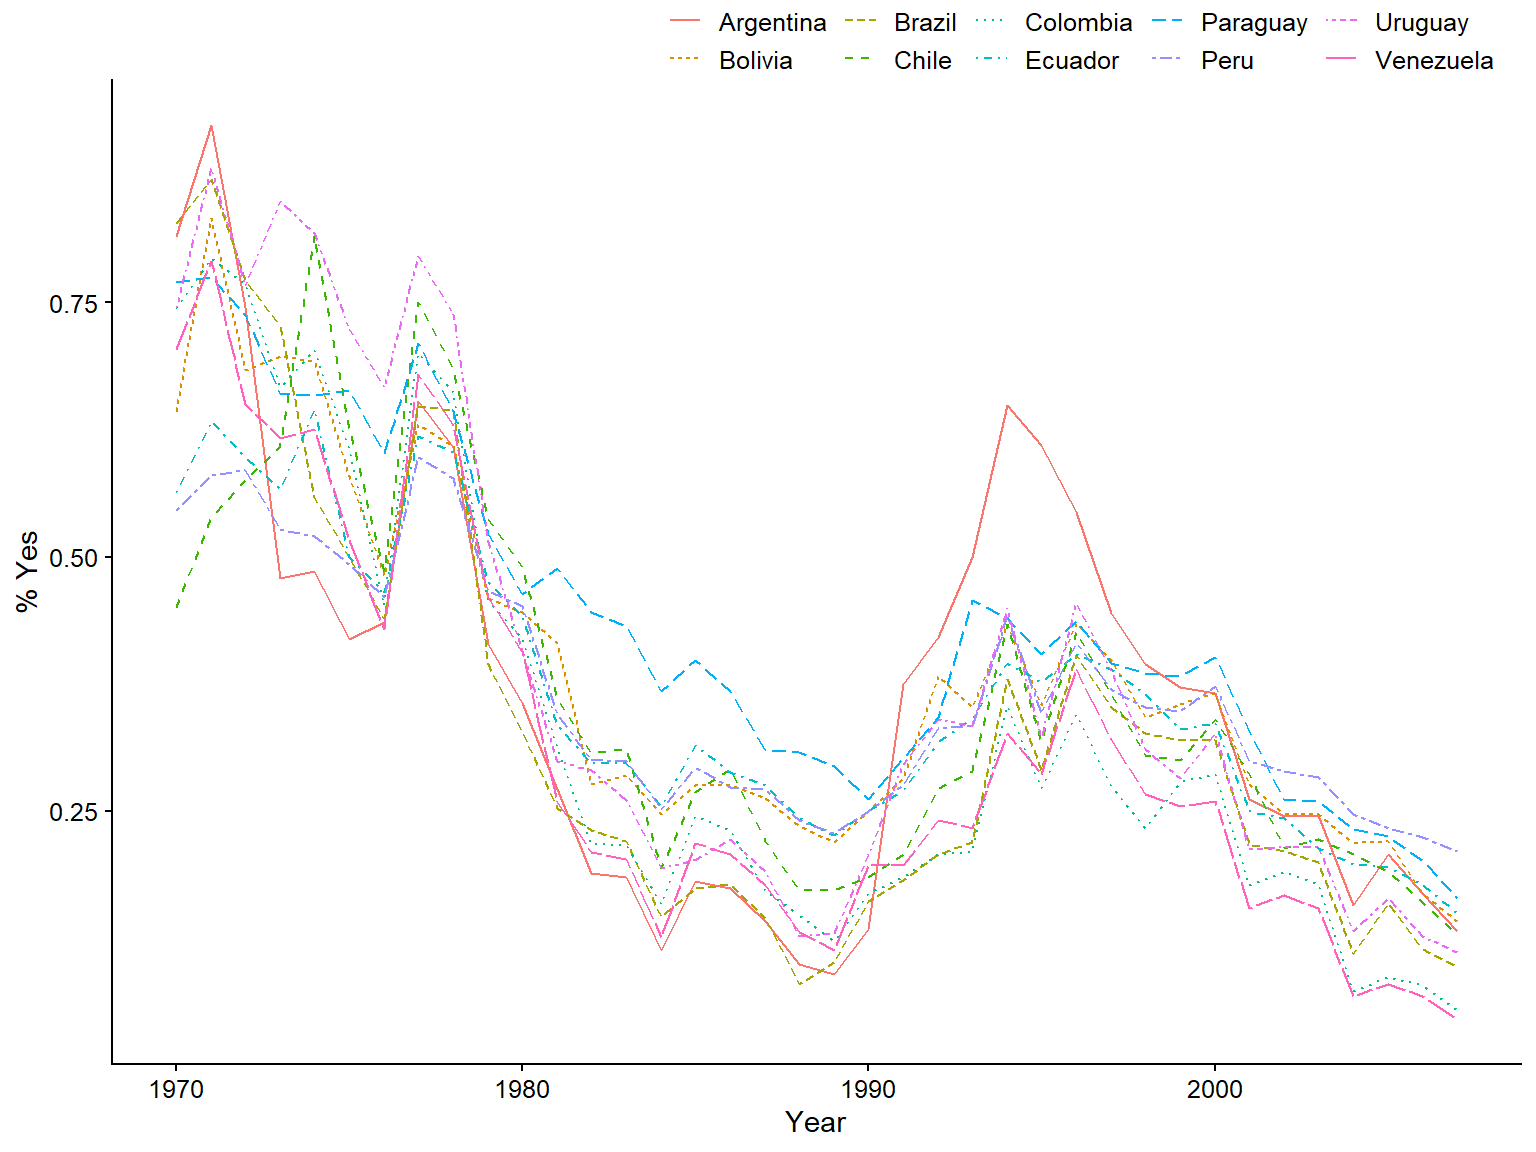 Argentina Brazil Colombia Paraguay Uruguay
Bolivia Chile Ecuador Peru Venezuela
0.75
0.50
0.25
% Yes
1970 1980 1990 2000
Year